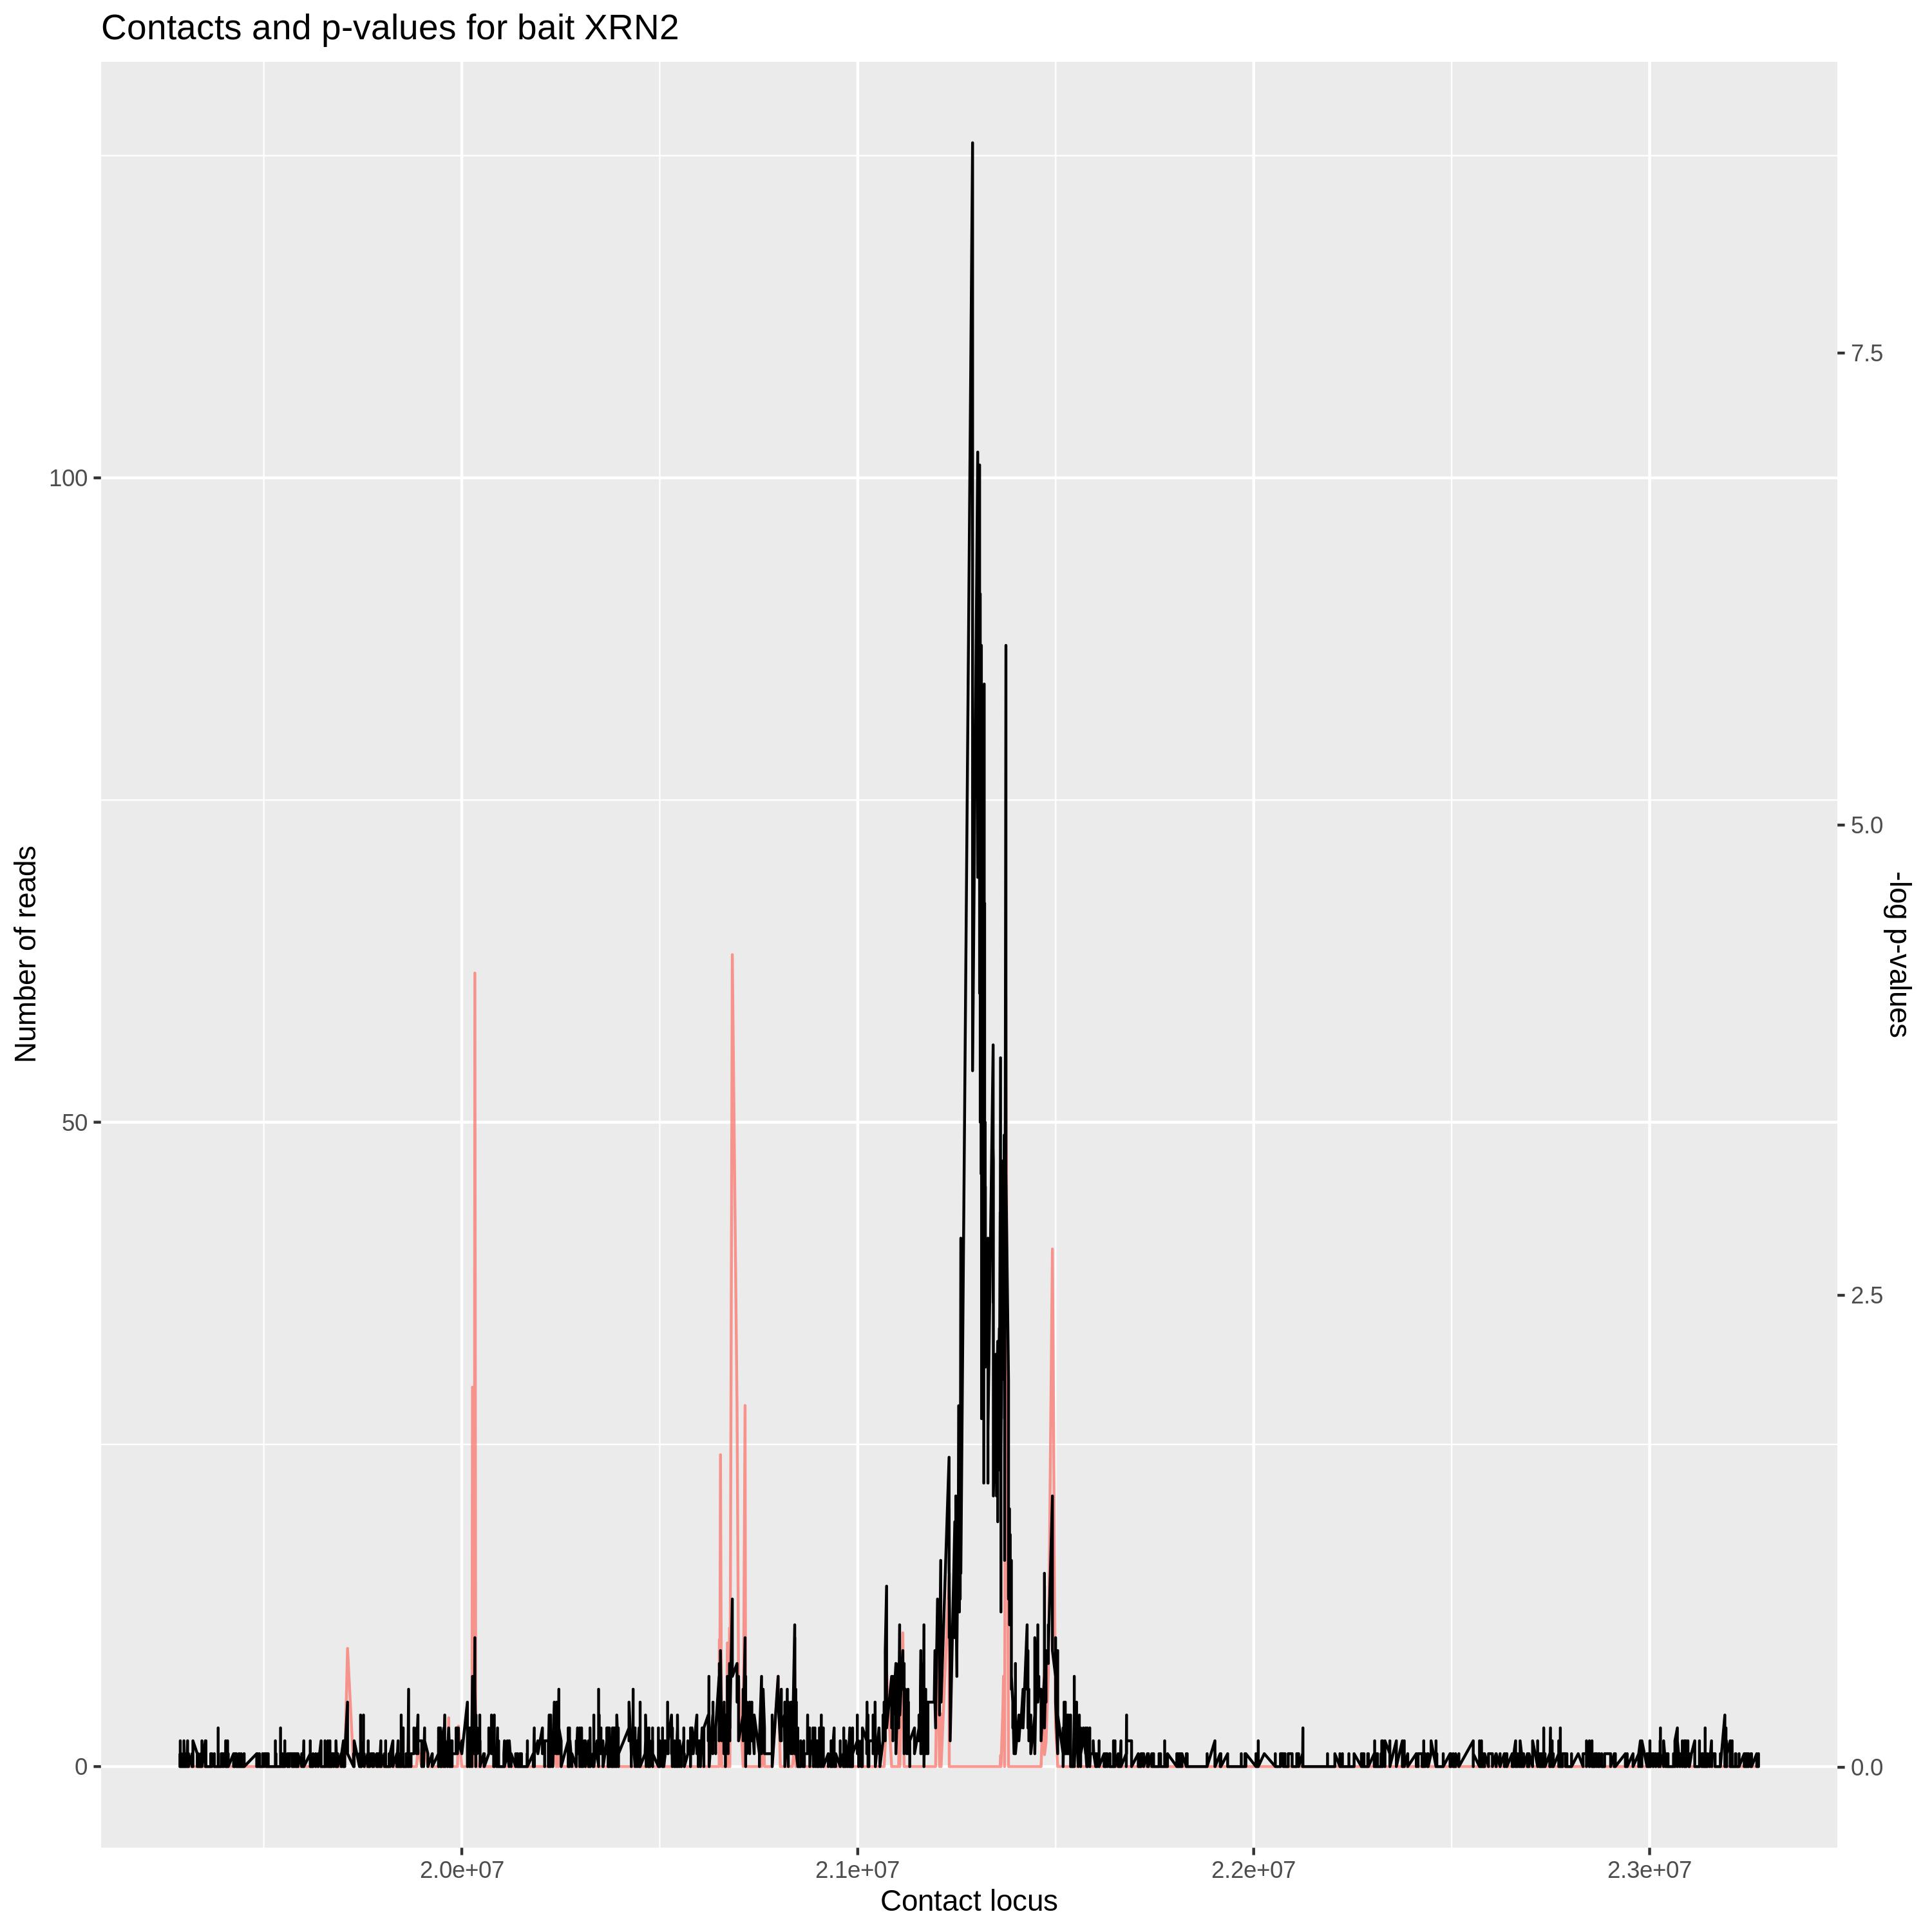 Contacts and p-values for bait XRN2
Number of reads
100
50
0
7.5
5.0
2.5
0.0
-log p-values
2.0e+07
2.1e+07
2.2e+07
2.3e+07
Contact locus